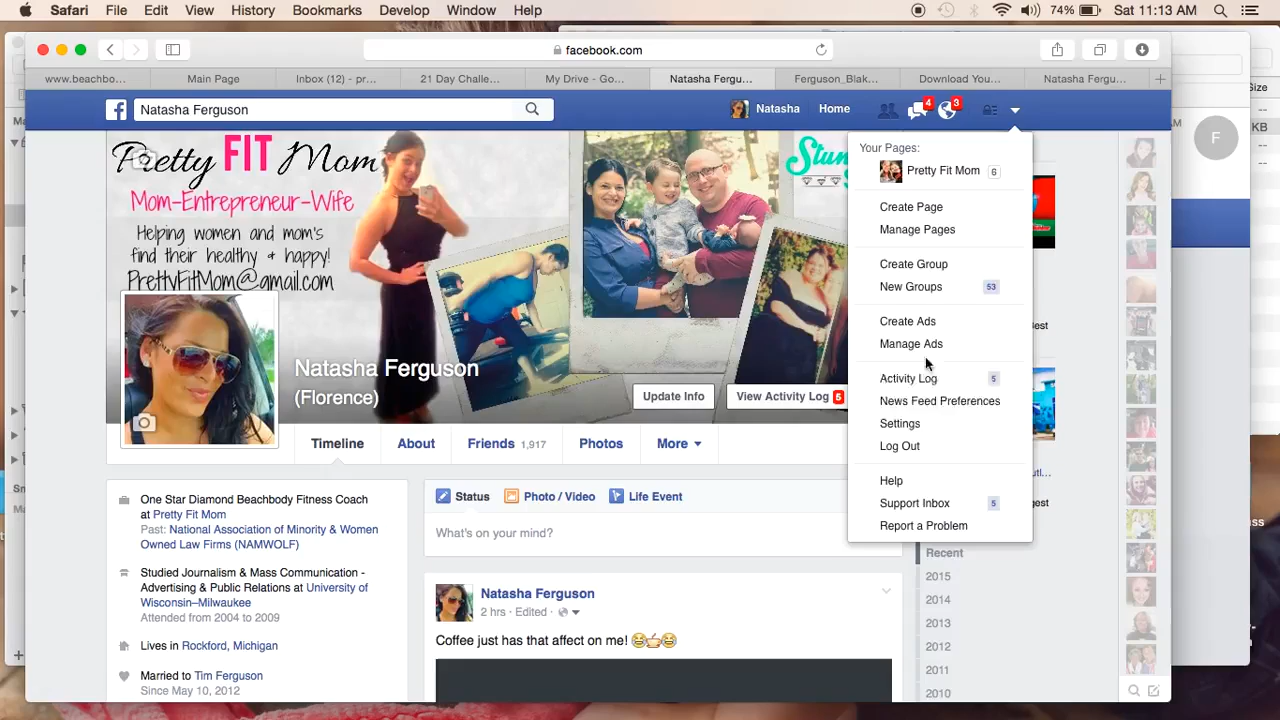 Safari File Edit View History Bookmarks Develop Window Help 74% Sat 11:13 AM
facebook.com
www.beachbo... Main Page Inbox (12) - pr... 21 Day Challe... My Drive - Go... Natasha Fergu... Ferguson_Blak... Download You... Natasha Fergu...
Size
KB
F
f Natasha Ferguson Natasha Home 4 3
Pretty FIT Mom
Mom-Entrepreneur-Wife
Helping women and mom's
find their healthy & happy!
PrettyFitMom@gmail.com
Natasha Ferguson
(Florence)
Update Info View Activity Log 5
Timeline About Friends 1,917 Photos More
Your Pages:
Pretty Fit Mom 6
Create Page
Manage Pages
Create Group
New Groups 53
Create Ads
Manage Ads
Activity Log 5
News Feed Preferences
Settings
Log Out
Help
Support Inbox 5
Report a Problem
One Star Diamond Beachbody Fitness Coach
at Pretty Fit Mom
Past: National Association of Minority & Women
Owned Law Firms (NAMWOLF)
Studied Journalism & Mass Communication -
Advertising & Public Relations at University of
Wisconsin–Milwaukee
Attended from 2004 to 2009
Lives in Rockford, Michigan
Married to Tim Ferguson
Since May 10, 2012
Status Photo / Video Life Event
What's on your mind?
Natasha Ferguson
2 hrs · Edited ·
Coffee just has that affect on me! 😂☕😂
Recent
2015
2014
2013
2012
2011
2010